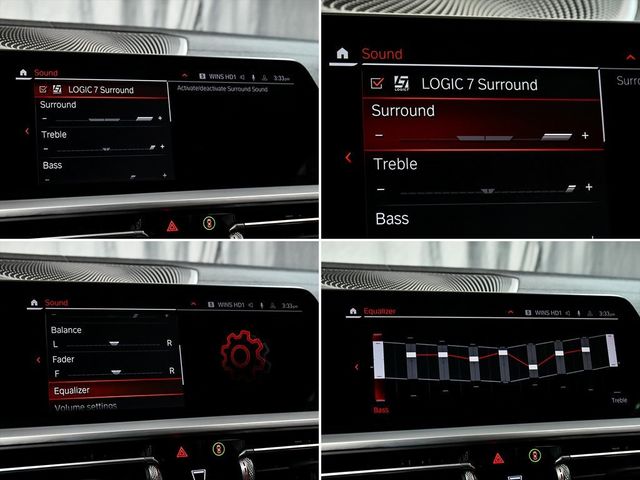 Sound
WINS HD1
3:33pm
LOGIC 7 Surround
Activate/deactivate Surround Sound
Surround
- +
Treble
- +
Bass
- +
Sound
LOGIC 7 Surround
Surround
- +
Treble
- +
Bass
Sound
WINS HD1
3:33pm
Balance
L R
Fader
F R
Equalizer
Volume settings
Equalizer
WINS HD1
3:33pm
Bass
Treble